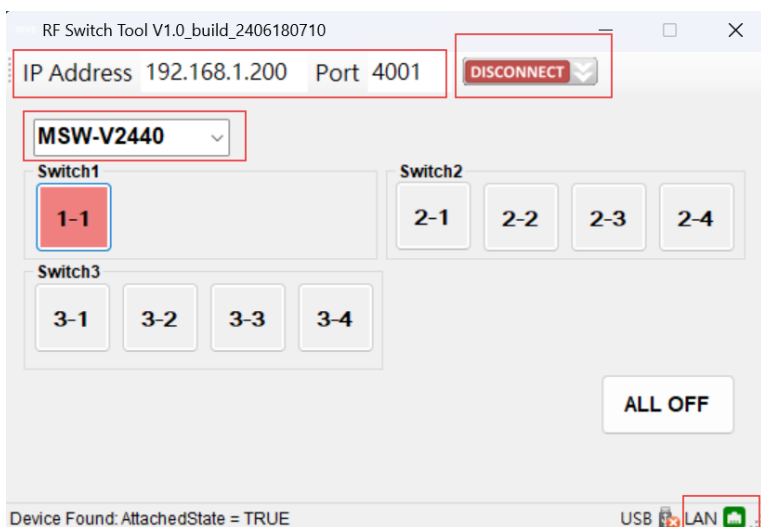 RF Switch Tool V1.0_build_2406180710
IP Address 192.168.1.200 Port 4001 DISCONNECT
MSW-V2440
Switch1 Switch2
1-1 2-1 2-2 2-3 2-4
Switch3
3-1 3-2 3-3 3-4
ALL OFF
Device Found: AttachedState = TRUE USB LAN